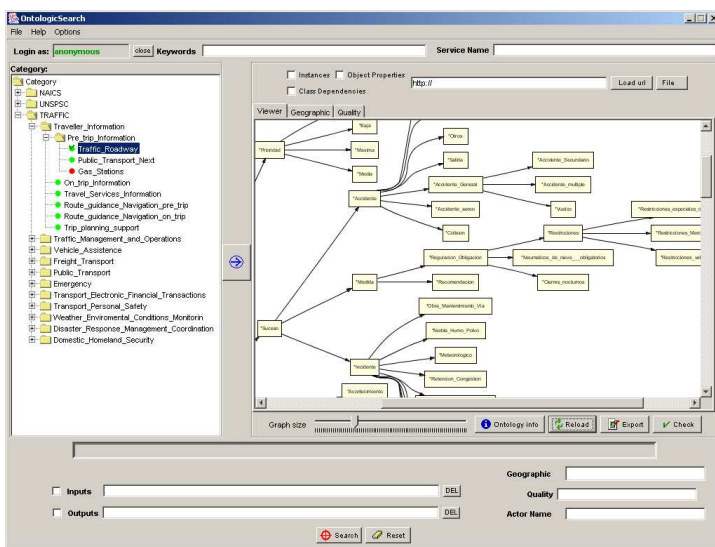 OntologicSearch
File Help Options
Login as: anonymous close Keywords Service Name
Category:
Category
NAICS
UNSPSC
TRAFFIC
Traveller_Information
Pre_trip_Information
Traffic_Roadway
Public_Transport_Next
Gas_Stations
On_trip_Information
Travel_Services_Information
Route_guidance_Navigation_pre_trip
Route_guidance_Navigation_on_trip
Trip_planning_support
Traffic_Management_and_Operations
Vehicle_Assistence
Freight_Transport
Public_Transport
Emergency
Transport_Electronic_Financial_Transactions
Transport_Personal_Safety
Weather_Enviromental_Conditions_Monitorin
Disaster_Response_Management_Coordination
Domestic_Homeland_Security
Instances Object Properties
Class Dependencies
http:// Load url File
Viewer Geographic Quality
*Baja
*Prioridad
*Maxima
*Media
*Otros
*Salida
*Accidente_Secundario
*Accidente_General
*Accidente_multiple
*Accidente
*Accidente_aereo
*Vuelco
*Restricciones_especiales_c
*Colision
*Restricciones
*Restricciones_Merc
*Regulacion_Obligacion
*Neumaticos_de_nieve__obligatorios
*Restricciones_vel
*Medida
*Recomendacion
*Cierres_nocturnos
*Obra_Mantenimiento_Via
*Suceso
*Niebla_Humo_Polvo
*Meteorologico
*Incidente
*Retencion_Congestion
*Acontecimiento
Graph size Ontology info Reload Export Check
Geographic
Inputs DEL Quality
Outputs DEL Actor Name
Search Reset